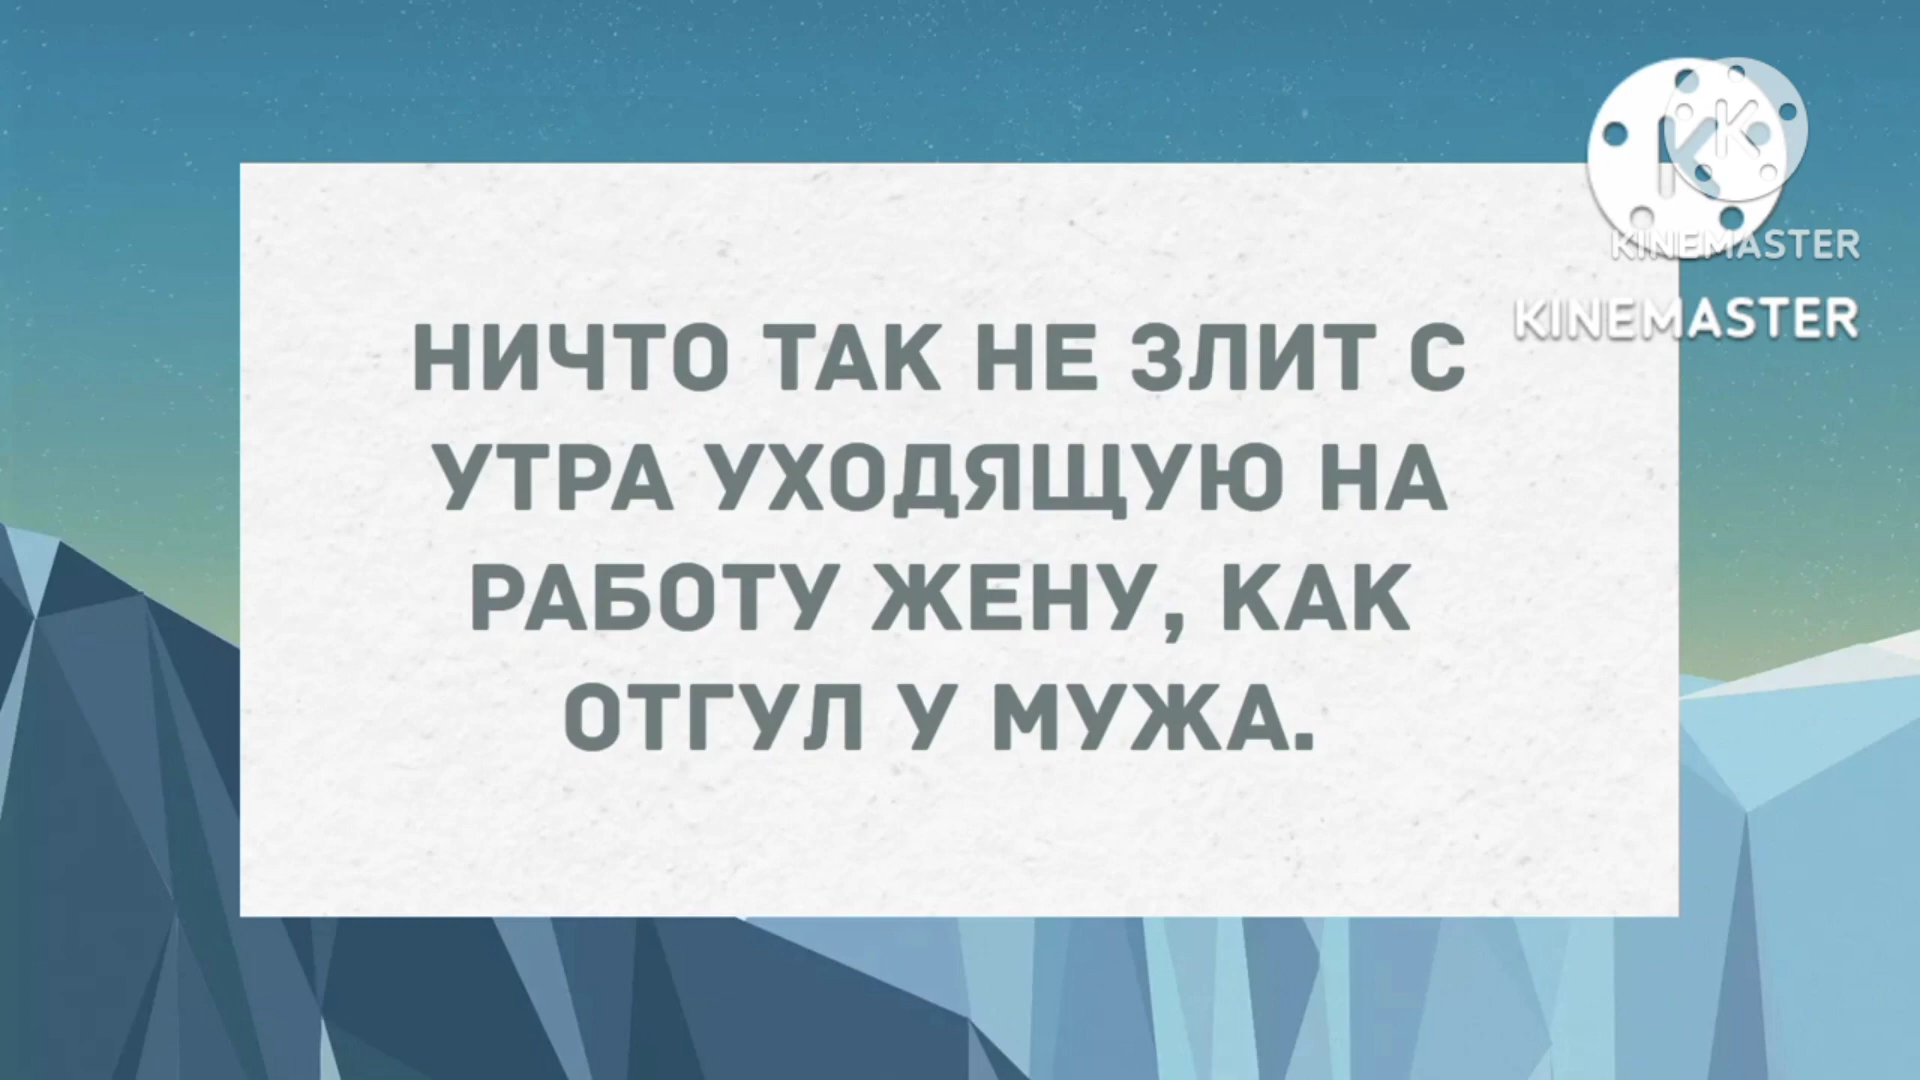 KINEMASTER
KINEMASTER
НИЧТО ТАК НЕ ЗЛИТ С
УТРА УХОДЯЩУЮ НА
РАБОТУ ЖЕНУ, КАК
ОТГУЛ У МУЖА.